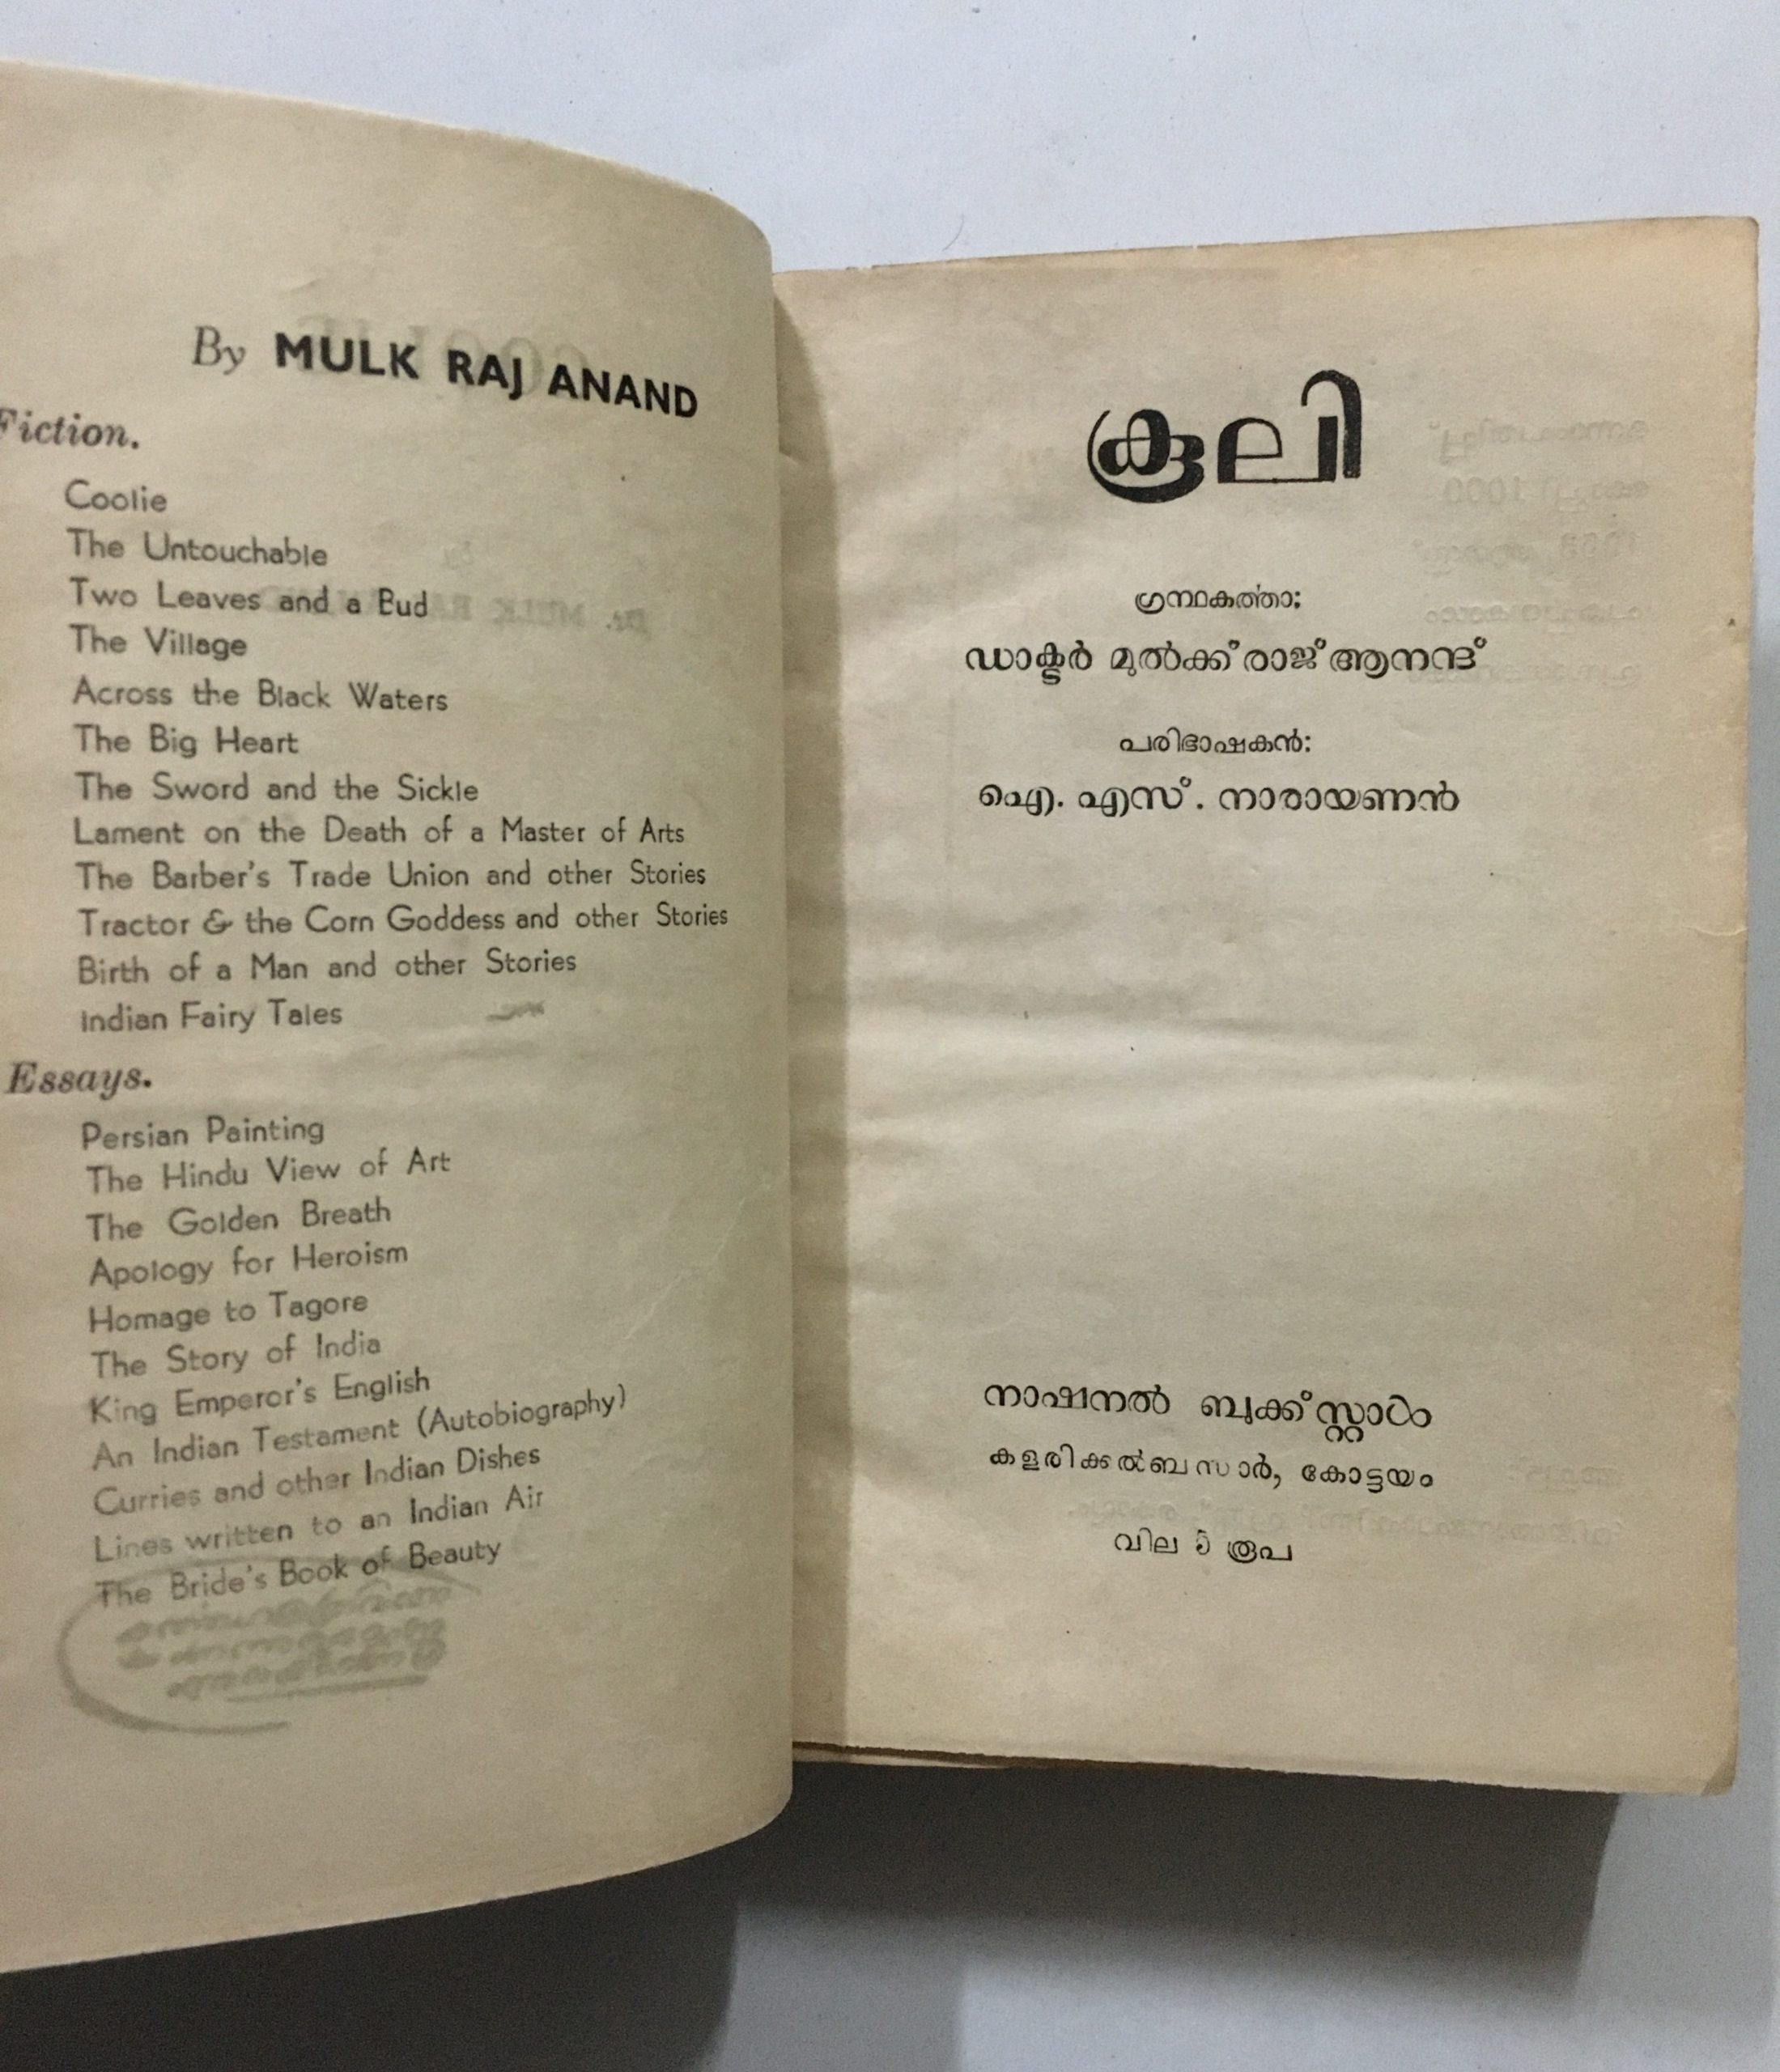 By MULK RAJ ANAND
Fiction.
Coolie
The Untouchable
Two Leaves and a Bud
The Village
Across the Black Waters
The Big Heart
The Sword and the Sickle
Lament on the Death of a Master of Arts
The Barber's Trade Union and other Stories
Tractor & the Corn Goddess and other Stories
Birth of a Man and other Stories
Indian Fairy Tales
Essays.
Persian Painting
The Hindu View of Art
The Golden Breath
Apology for Heroism
Homage to Tagore
The Story of India
King Emperor's English
An Indian Testament (Autobiography)
Curries and other Indian Dishes
Lines written to an Indian Air
The Bride's Book of Beauty
കൂലി
ഗ്രന്ഥകൎത്താ:
ഡാക്ടർ മുൽക്ക് രാജ് ആനന്ദ്
പരിഭാഷകൻ:
ഐ. എസ്. നാരായണൻ
നാഷനൽ ബുക്ക് സ്റ്റാൾ
കളരിക്കൽബസാർ, കോട്ടയം
വില 5 രൂപ